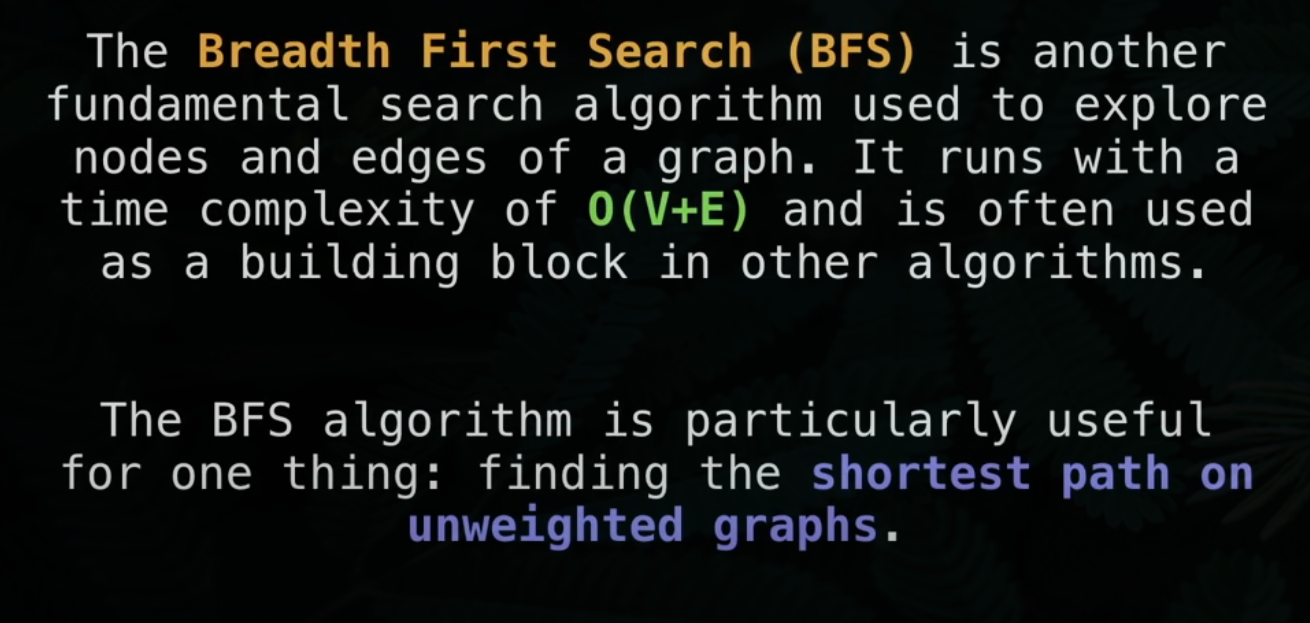 The Breadth First Search (BFS) is another
fundamental search algorithm used to explore
nodes and edges of a graph. It runs with a
time complexity of O(V+E) and is often used
as a building block in other algorithms.
The BFS algorithm is particularly useful
for one thing: finding the shortest path on
unweighted graphs.